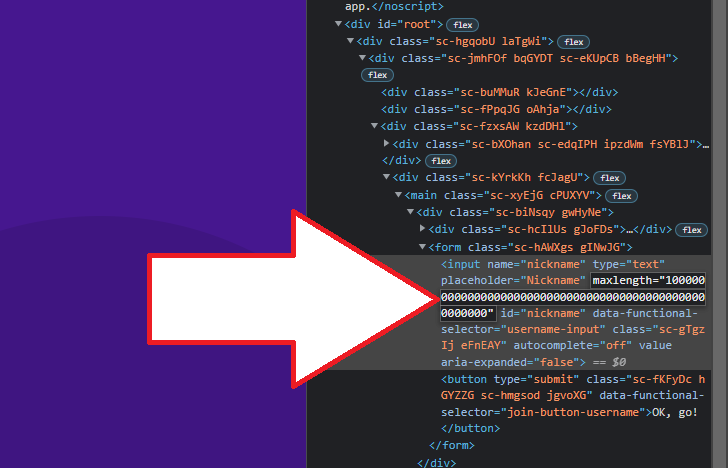 app.</noscript>
<div id="root"> flex
<div class="sc-hgqobU laTgWi"> flex
<div class="sc-jmhFOf bqGYDT sc-eKUpCB bBegHH">
flex
<div class="sc-buMMuR kJeGnE"></div>
<div class="sc-fPpqJG oAhja"></div>
<div class="sc-fzxsAW kzdDHl">
<div class="sc-bXOhan sc-edqIPH ipzdWm fsYBlJ">…
</div> flex
<div class="sc-kYrkKh fcJagU"> flex
<main class="sc-xyEjG cPUXYV"> flex
<div class="sc-biNsqy gwHyNe">
<div class="sc-hcIlUs gJoFDs">…</div> flex
<form class="sc-hAWXgs gINwJG">
<input name="nickname" type="text"
placeholder="Nickname" maxlength="100000
0000000000000000000000000000000000000000
0000000" id="nickname" data-functional-
selector="username-input" class="sc-gTgz
Ij eFnEAY" autocomplete="off" value
aria-expanded="false"> == $0
<button type="submit" class="sc-fKFyDc h
GYZZG sc-hmgsod jgvoXG" data-functional-
selector="join-button-username">OK, go!
</button>
</form>
</div>